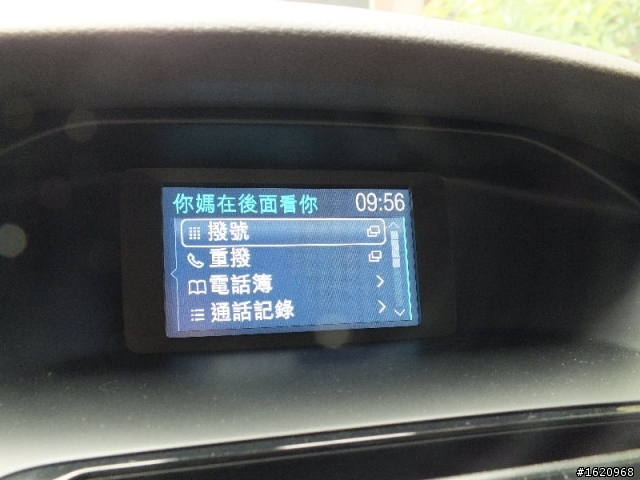 你媽在後面看你 09:56
撥號
重撥
電話簿
通話記錄
#1620968